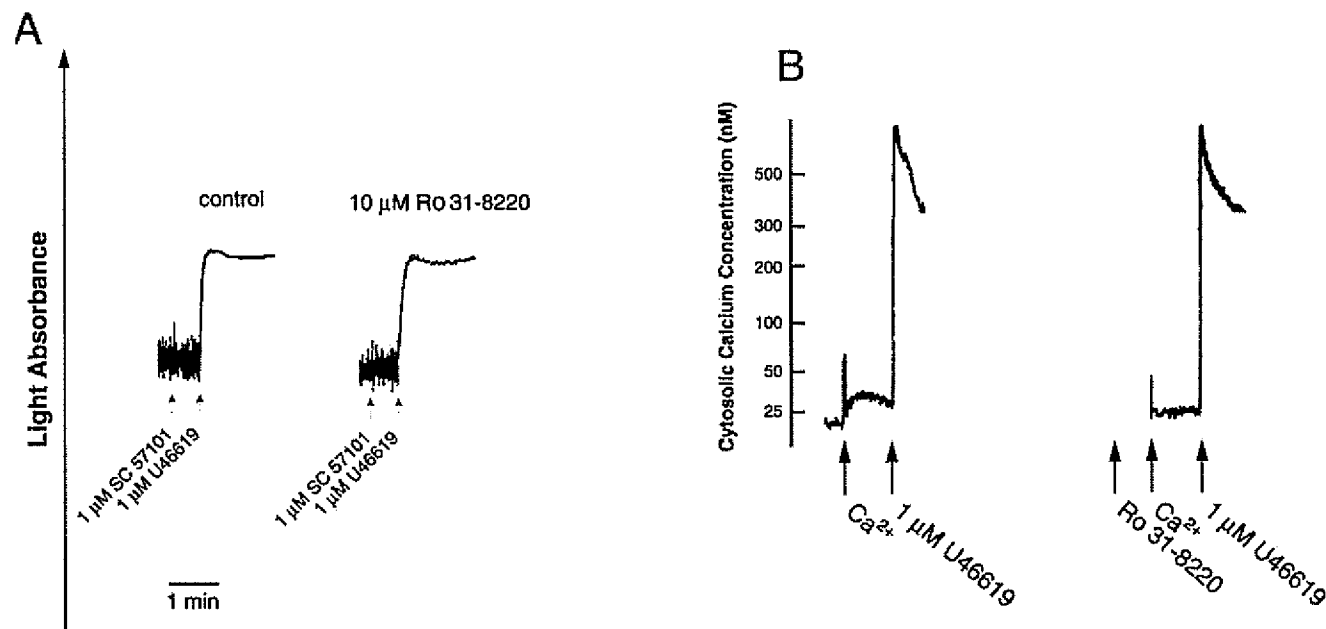 A
Light Absorbance
control
10 µM Ro 31-8220
1 µM SC 57101
1 µM U46619
1 µM SC 57101
1 µM U46619
1 min
B
Cytosolic Calcium Concentration (nM)
500
300
200
100
50
25
Ca²⁺
1 µM U46619
Ro 31-8220
Ca²⁺
1 µM U46619